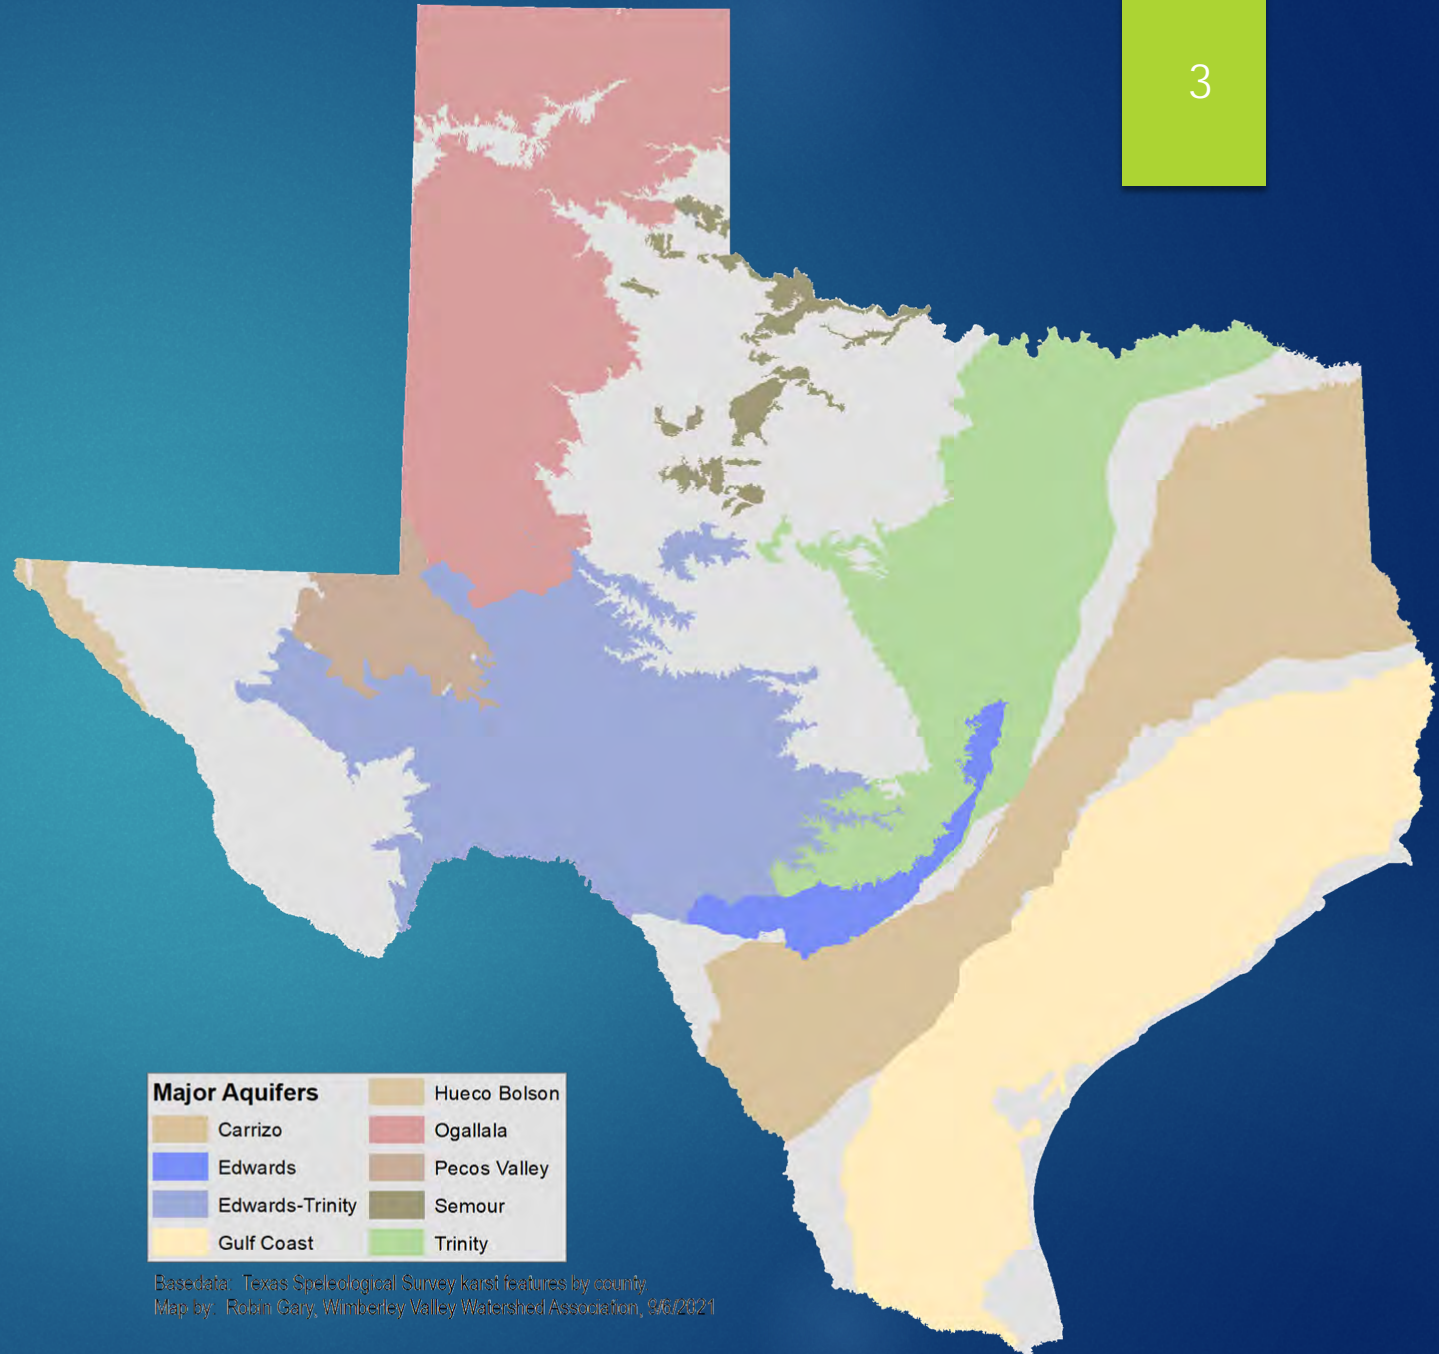 3
Major Aquifers
Carrizo
Edwards
Edwards-Trinity
Gulf Coast
Hueco Bolson
Ogallala
Pecos Valley
Semour
Trinity
Basedata: Texas Speleological Survey karst features by county
Map by: Robin Gary, Wimberley Valley Watershed Association, 9/6/2021